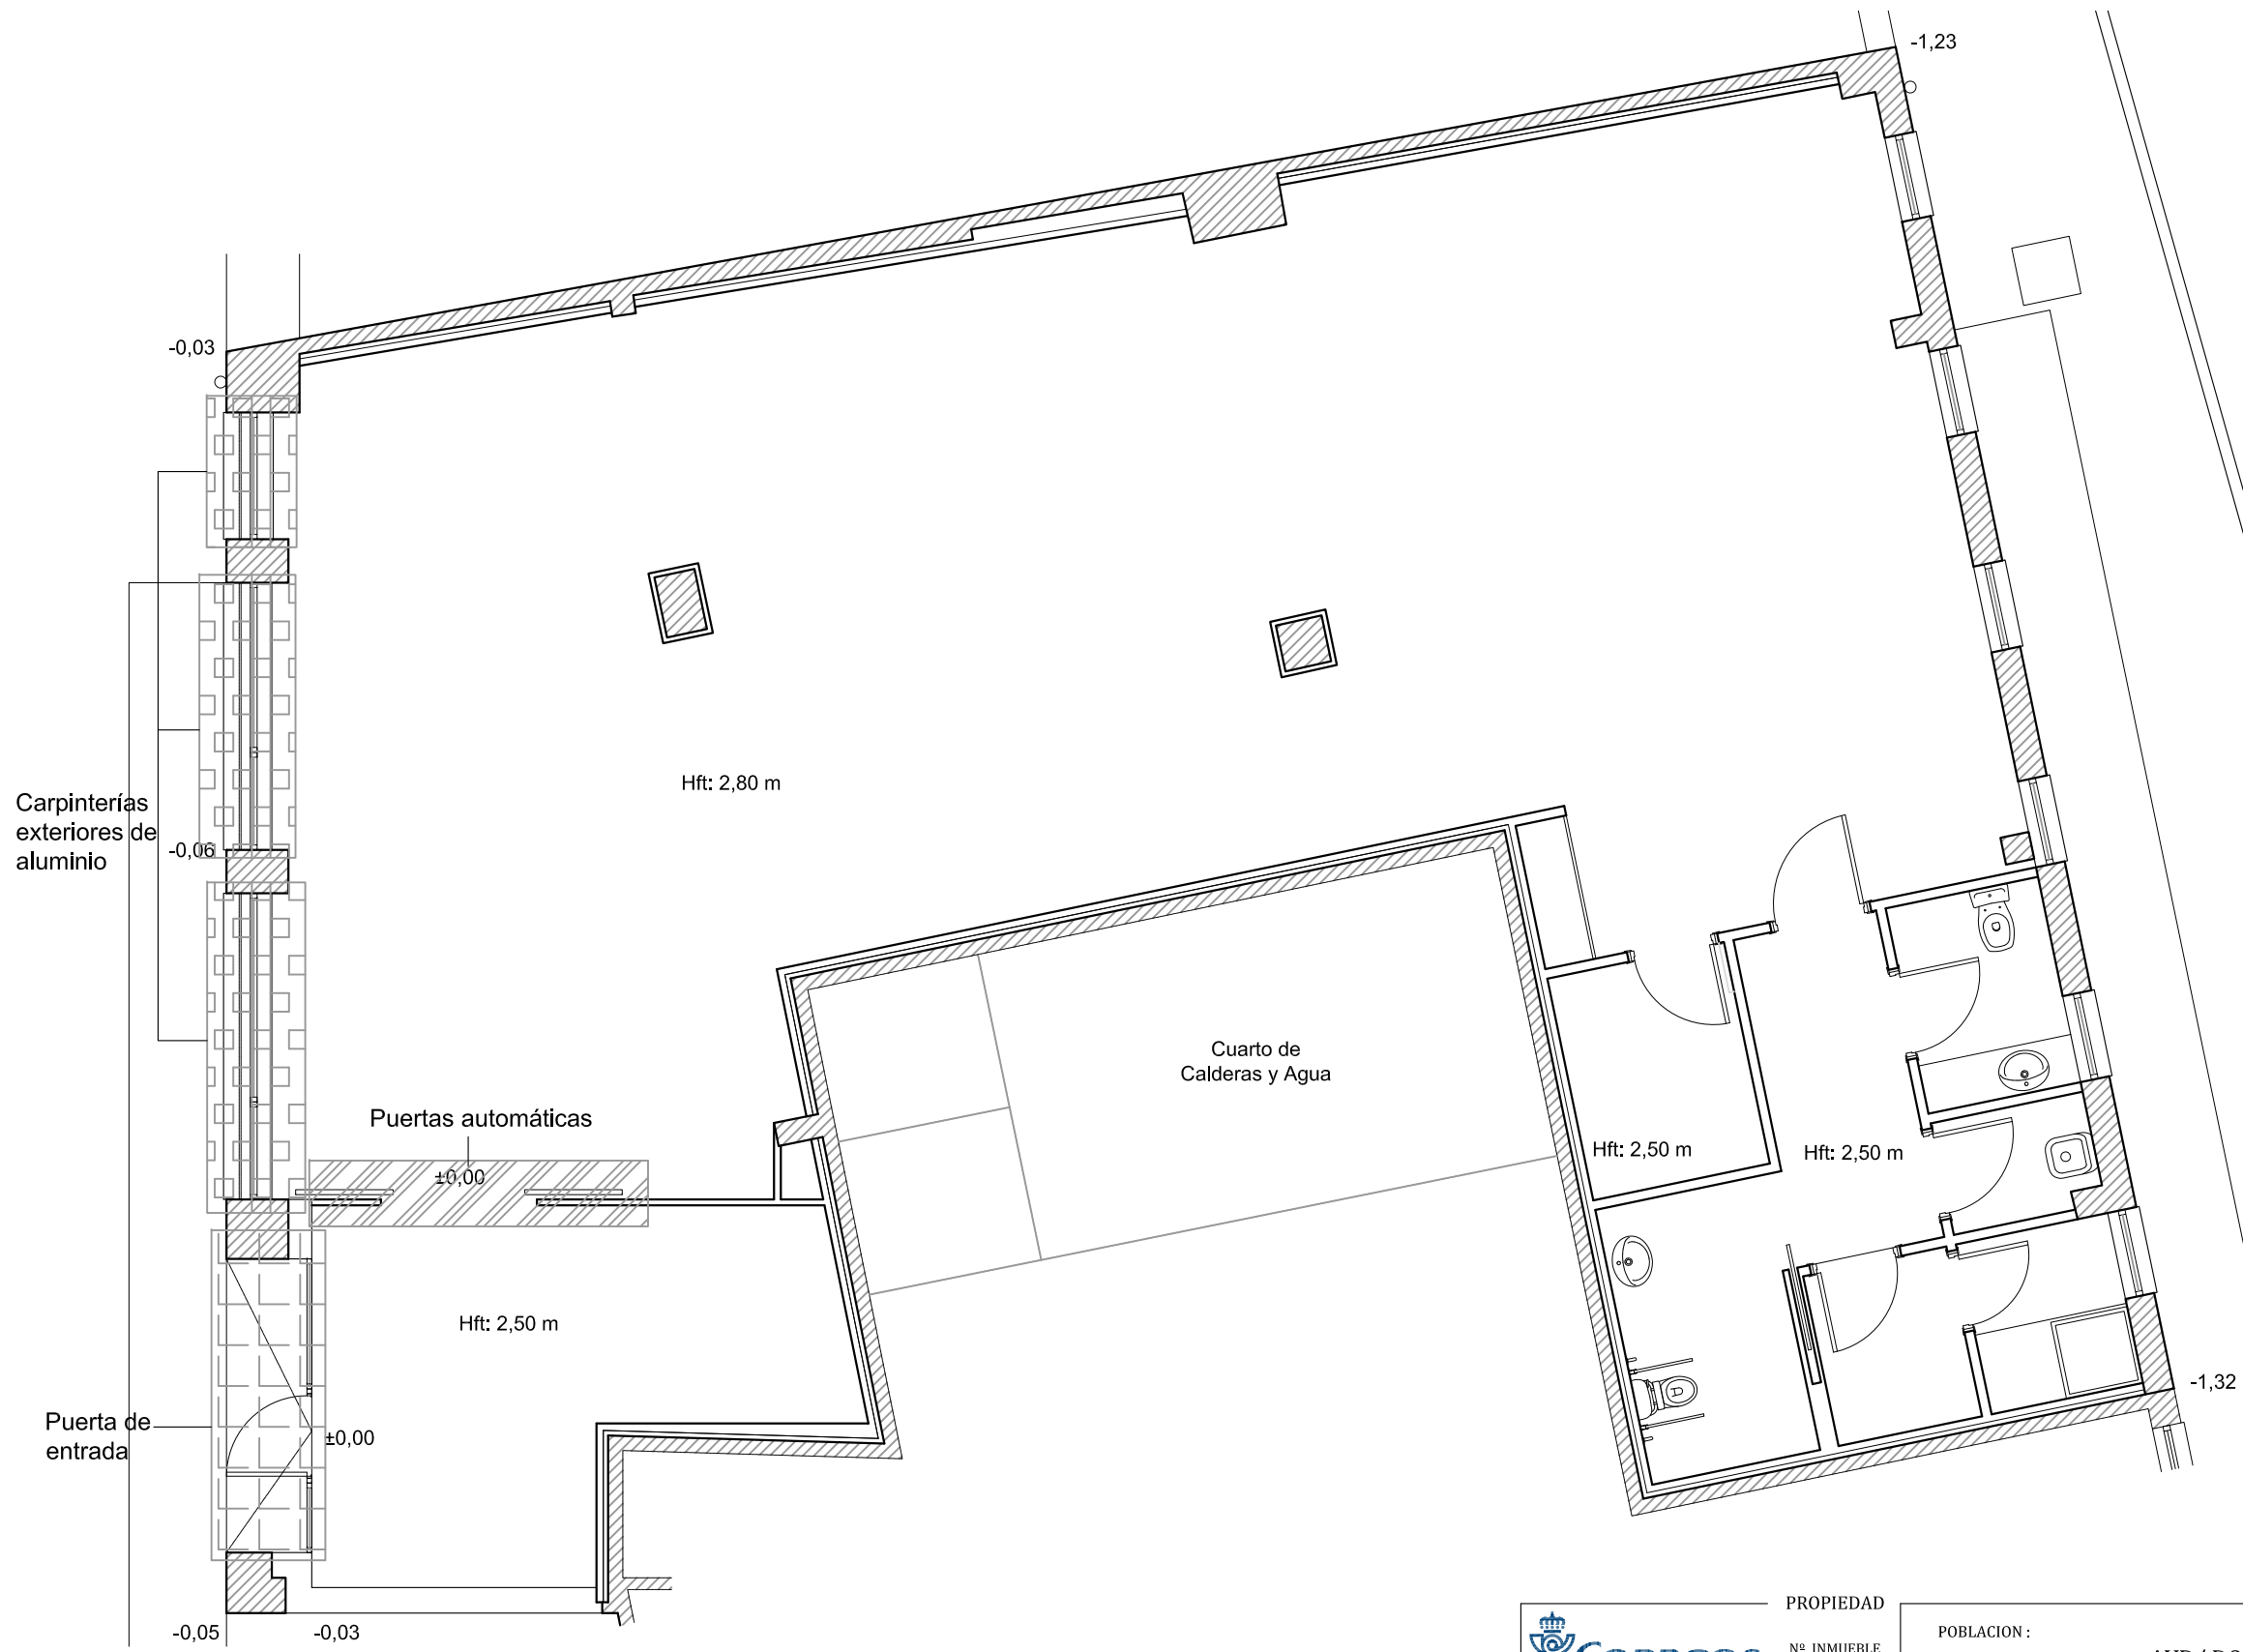 -1,23
-0,03
Hft: 2,80 m
Carpinterías
exteriores de
aluminio
-0,06
Cuarto de
Calderas y Agua
Puertas automáticas
±0,00
Hft: 2,50 m
Hft: 2,50 m
Hft: 2,50 m
-1,32
Puerta de
entrada
±0,00
-0,05
-0,03
PROPIEDAD
POBLACION :
Nº INMUEBLE